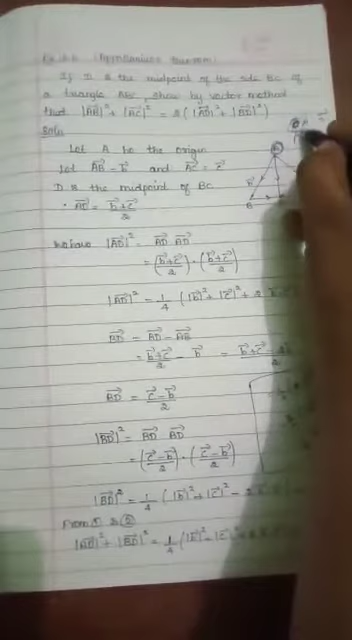 (Apollonius theorem)
If D is the midpoint of the side BC of
a triangle ABC, show by vector method
that |AB|² + |AC|² = 2(|AD|² + |BD|²)
Soln
Let A be the origin
Let AB = b and AC = c
D is the midpoint of BC
AD = (b+c)/2
We have |AD|² = AD AD
= (b+c)/2 · (b+c)/2
|AD|² = 1/4 (|b|² + |c|² + 2
BD = AD - AB
= (b+c)/2 - b = b+c-2b
BD = (c-b)/2
|BD|² = BD BD
= (c-b)/2 · (c-b)/2
|BD|² = 1/4 (|b|² + |c|² - 2
From ① & ②
|AD|² + |BD|² = 1/4 (|b|²